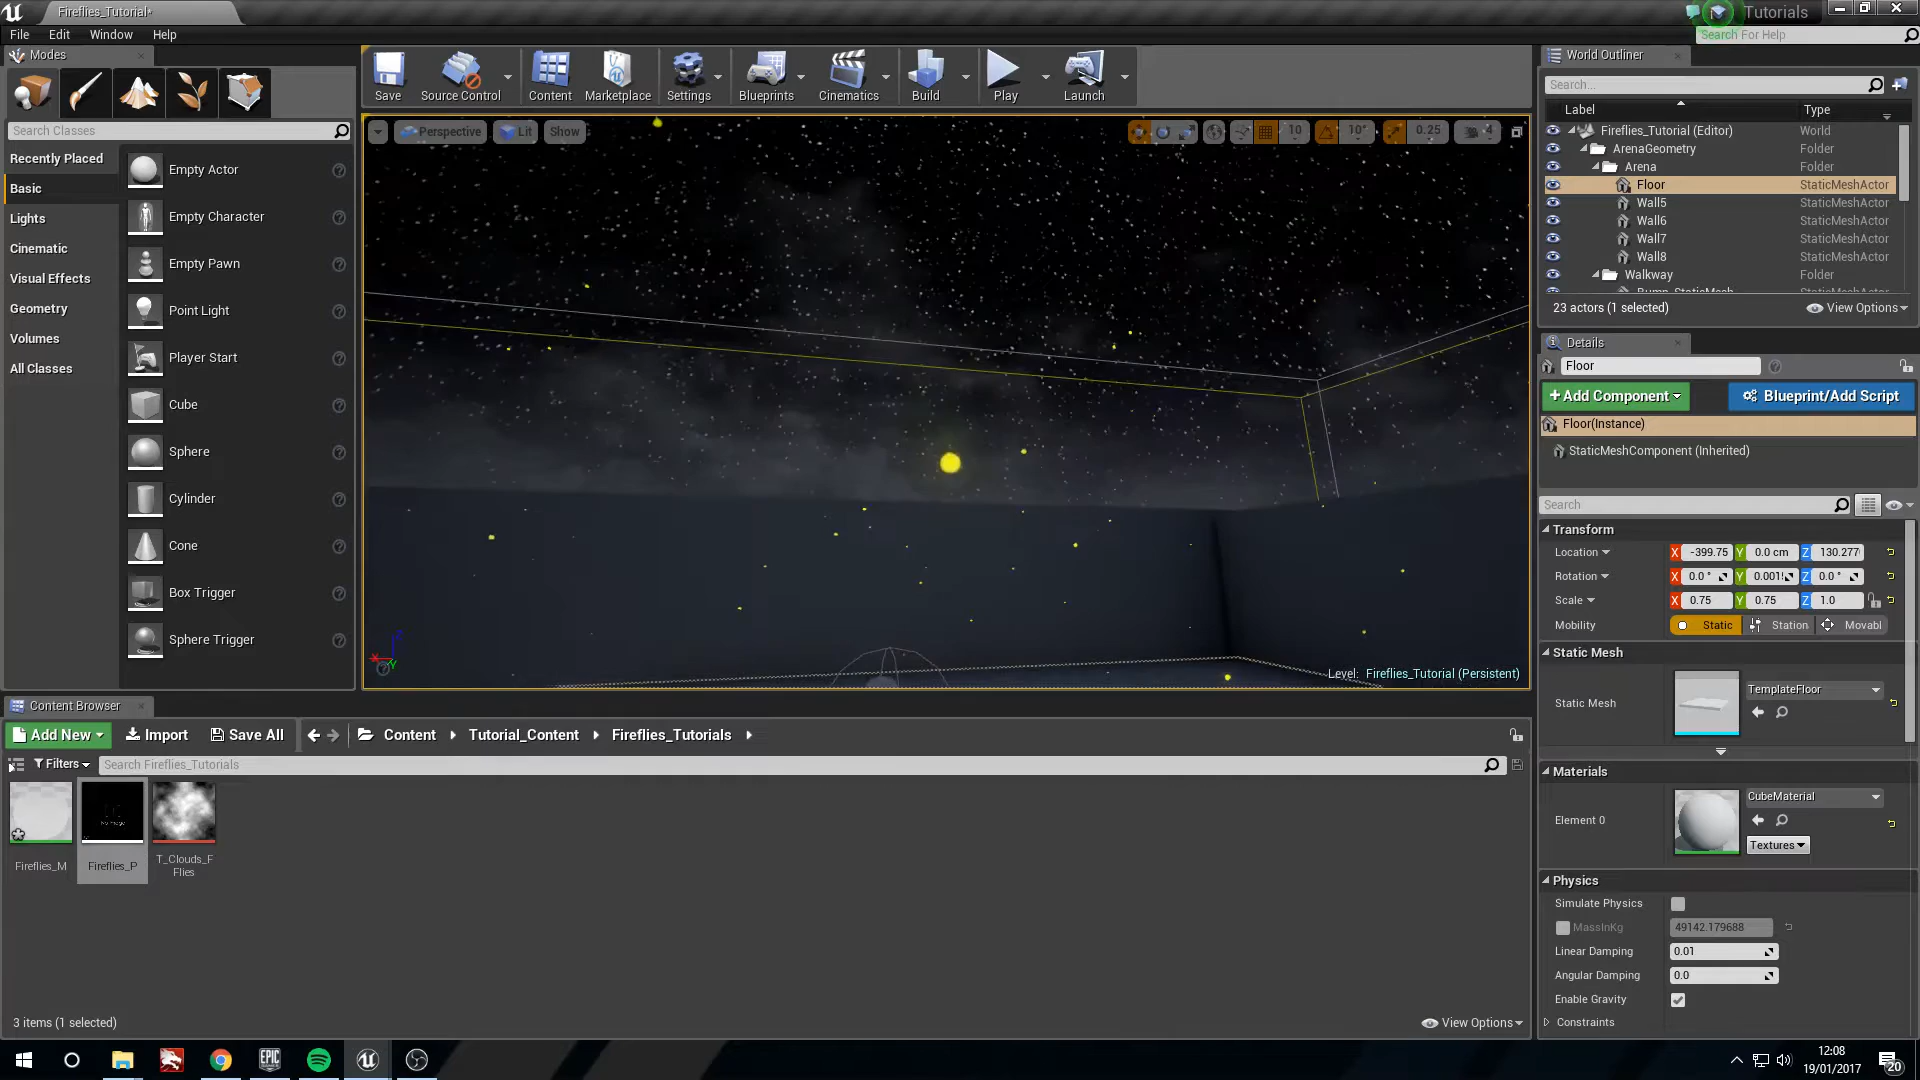 Fireflies_Tutorial•
Tutorials
File Edit Window Help
Search For Help
Modes
Search Classes
Recently Placed
Basic
Lights
Cinematic
Visual Effects
Geometry
Volumes
All Classes
Empty Actor
Empty Character
Empty Pawn
Point Light
Player Start
Cube
Sphere
Cylinder
Cone
Box Trigger
Sphere Trigger
Save Source Control Content Marketplace Settings Blueprints Cinematics Build Play Launch
Perspective Lit Show
10 10° 0.25 4
Level: Fireflies_Tutorial (Persistent)
World Outliner
Search...
Label Type
Fireflies_Tutorial (Editor) World
ArenaGeometry Folder
Arena Folder
Floor StaticMeshActor
Wall5 StaticMeshActor
Wall6 StaticMeshActor
Wall7 StaticMeshActor
Wall8 StaticMeshActor
Walkway Folder
23 actors (1 selected) View Options
Details
Floor
+ Add Component Blueprint/Add Script
Floor(Instance)
StaticMeshComponent (Inherited)
Search
Transform
Location X -399.75 Y 0.0 cm Z 130.277
Rotation X 0.0 ° Y 0.001 Z 0.0 °
Scale X 0.75 Y 0.75 Z 1.0
Mobility Static Station Movabl
Static Mesh
Static Mesh TemplateFloor
Materials
Element 0 CubeMaterial
Textures
Physics
Simulate Physics
MassInKg 49142.179688
Linear Damping 0.01
Angular Damping 0.0
Enable Gravity
Constraints
Content Browser
Add New Import Save All Content Tutorial_Content Fireflies_Tutorials
Filters Search Fireflies_Tutorials
Fireflies_M
Fireflies_P
T_Clouds_F
Flies
3 items (1 selected) View Options
EPIC
GAMES
12:08
19/01/2017
20